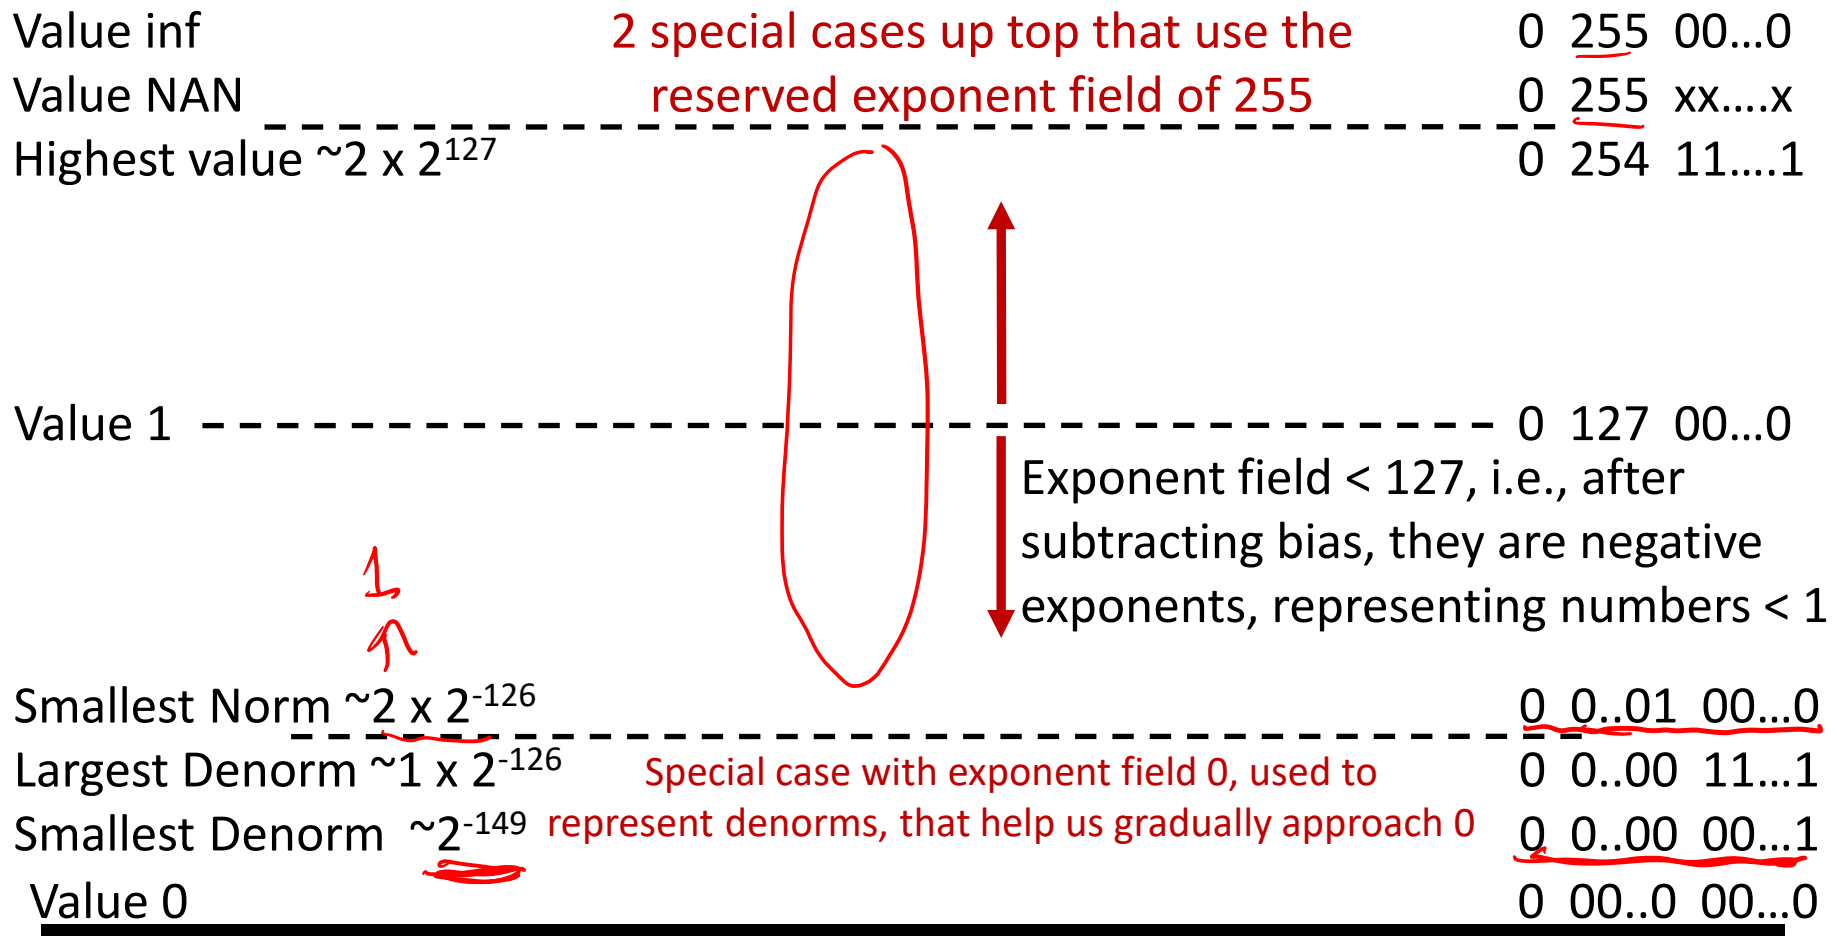 Value inf 2 special cases up top that use the 0 255 00...0
Value NAN reserved exponent field of 255 0 255 xx....x
Highest value ~2 x 2¹²⁷ 0 254 11....1
Value 1 0 127 00...0
Exponent field < 127, i.e., after
subtracting bias, they are negative
1
exponents, representing numbers < 1
Smallest Norm ~2 x 2⁻¹²⁶ 0 0..01 00...0
Largest Denorm ~1 x 2⁻¹²⁶ Special case with exponent field 0, used to 0 0..00 11...1
Smallest Denorm ~2⁻¹⁴⁹ represent denorms, that help us gradually approach 0 0 0..00 00...1
Value 0 0 00..0 00...0